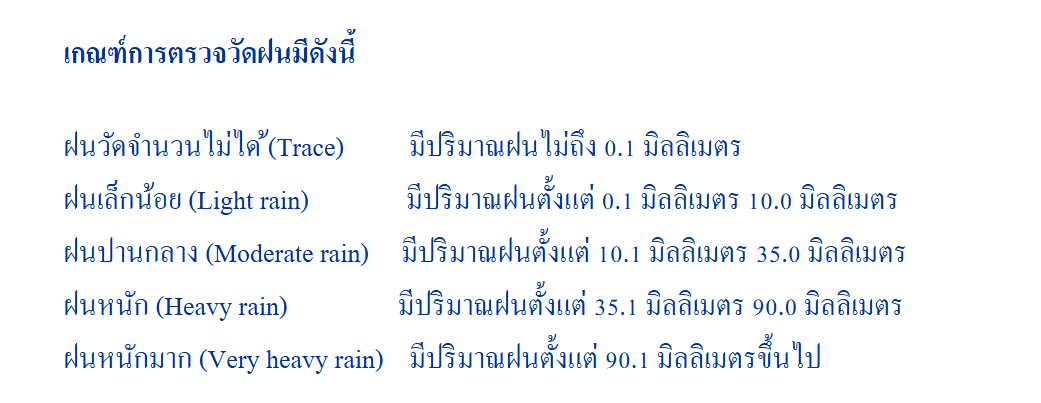 เกณฑ์การตรวจวัดฝนมีดังนี้
ฝนวัดจำนวนไม่ได้ (Trace) มีปริมาณฝนไม่ถึง 0.1 มิลลิเมตร
ฝนเล็กน้อย (Light rain) มีปริมาณฝนตั้งแต่ 0.1 มิลลิเมตร 10.0 มิลลิเมตร
ฝนปานกลาง (Moderate rain) มีปริมาณฝนตั้งแต่ 10.1 มิลลิเมตร 35.0 มิลลิเมตร
ฝนหนัก (Heavy rain) มีปริมาณฝนตั้งแต่ 35.1 มิลลิเมตร 90.0 มิลลิเมตร
ฝนหนักมาก (Very heavy rain) มีปริมาณฝนตั้งแต่ 90.1 มิลลิเมตรขึ้นไป